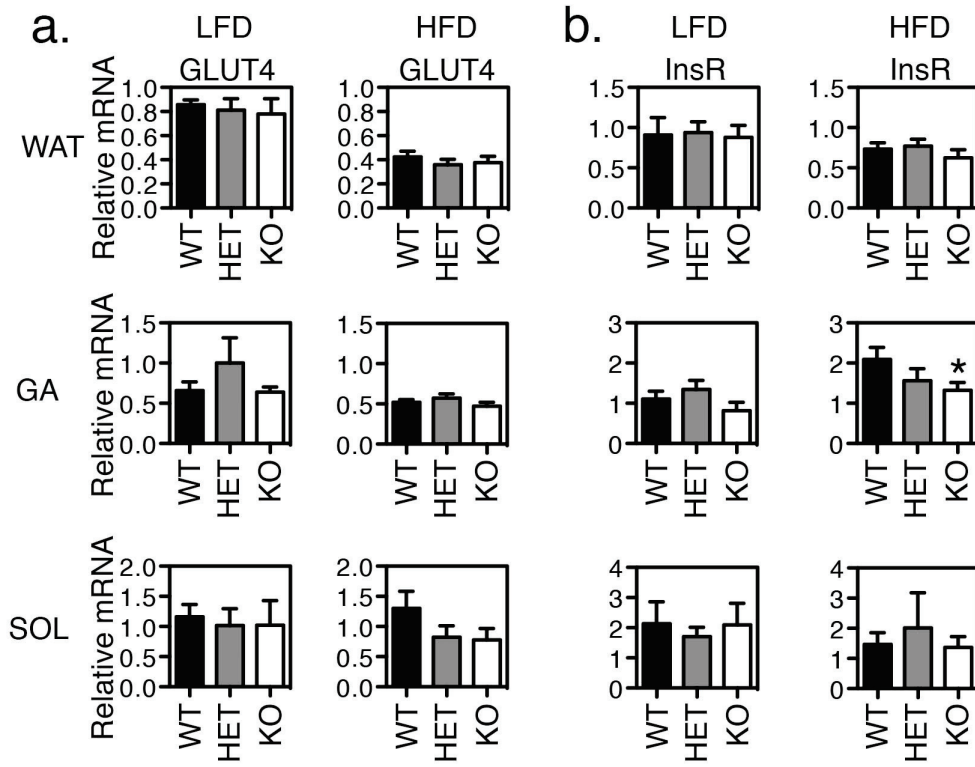 a. LFD HFD b. LFD HFD
GLUT4 GLUT4 InsR InsR
WAT
Relative mRNA
1.0 1.0 1.5 1.5
0.8 0.8
0.6 0.6 1.0 1.0
0.4 0.4 0.5 0.5
0.2 0.2
0.0 0.0 0.0 0.0
WT HET KO WT HET KO WT HET KO WT HET KO
GA
Relative mRNA
1.5 1.5 3 3
1.0 1.0 2 2
*
0.5 0.5 1 1
0.0 0.0 0 0
WT HET KO WT HET KO WT HET KO WT HET KO
SOL
Relative mRNA
2.0 2.0 4 4
1.5 1.5 3 3
1.0 1.0 2 2
0.5 0.5 1 1
0.0 0.0 0 0
WT HET KO WT HET KO WT HET KO WT HET KO